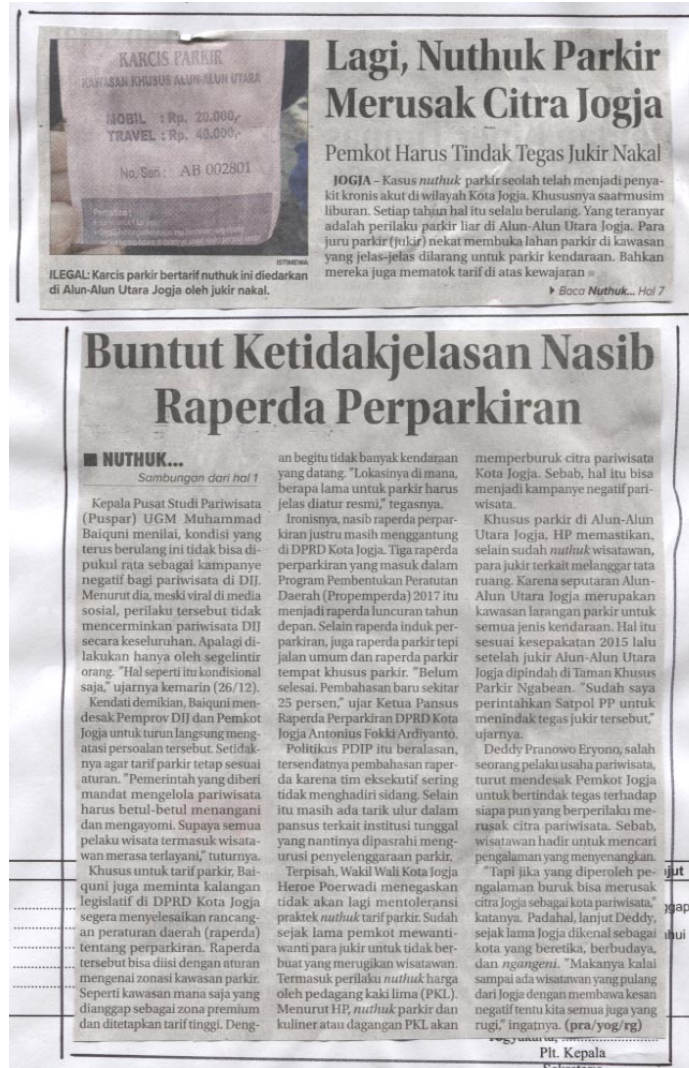 KARCIS PARKIR
KAWASAN KHUSUS ALUN-ALUN UTARA
MOBIL : Rp. 20.000,-
TRAVEL : Rp. 40.000,-
No. Seri : AB 002801
ISTIMEWA
ILEGAL: Karcis parkir bertarif nuthuk ini diedarkan
di Alun-Alun Utara Jogja oleh jukir nakal.
Lagi, Nuthuk Parkir
Merusak Citra Jogja
Pemkot Harus Tindak Tegas Jukir Nakal
JOGJA – Kasus nuthuk parkir seolah telah menjadi penya-
kit kronis akut di wilayah Kota Jogja. Khususnya saat musim
liburan. Setiap tahun hal itu selalu berulang. Yang teranyar
adalah perilaku parkir liar di Alun-Alun Utara Jogja. Para
juru parkir (jukir) nekat membuka lahan parkir di kawasan
yang jelas-jelas dilarang untuk parkir kendaraan. Bahkan
mereka juga mematok tarif di atas kewajaran
Baca Nuthuk... Hal 7
Buntut Ketidakjelasan Nasib
Raperda Perparkiran
NUTHUK...
Sambungan dari hal 1
Kepala Pusat Studi Pariwisata
(Puspar) UGM Muhammad
Baiquni menilai, kondisi yang
terus berulang ini tidak bisa di-
pukul rata sebagai kampanye
negatif bagi pariwisata di DIJ.
Menurut dia, meski viral di media
sosial, perilaku tersebut tidak
mencerminkan pariwisata DIJ
secara keseluruhan. Apalagi di-
lakukan hanya oleh segelintir
orang. "Hal seperti itu kondisional
saja," ujarnya kemarin (26/12).
Kendati demikian, Baiquni men-
desak Pemprov DIJ dan Pemkot
Jogja untuk turun langsung meng-
atasi persoalan tersebut. Setidak-
nya agar tarif parkir tetap sesuai
aturan. "Pemerintah yang diberi
mandat mengelola pariwisata
harus betul-betul menangani
dan mengayomi. Supaya semua
pelaku wisata termasuk wisata-
wan merasa terlayani," tuturnya.
Khusus untuk tarif parkir, Bai-
quni juga meminta kalangan
legislatif di DPRD Kota Jogja
segera menyelesaikan rancang-
an peraturan daerah (raperda)
tentang perparkiran. Raperda
tersebut bisa diisi dengan aturan
mengenai zonasi kawasan parkir.
Seperti kawasan mana saja yang
dianggap sebagai zona premium
dan ditetapkan tarif tinggi. Deng-
an begitu tidak banyak kendaraan
yang datang. "Lokasinya di mana,
berapa lama untuk parkir harus
jelas diatur resmi," tegasnya.
Ironisnya, nasib raperda perpar-
kiran justru masih menggantung
di DPRD Kota Jogja. Tiga raperda
perparkiran yang masuk dalam
Program Pembentukan Peratutan
Daerah (Propemperda) 2017 itu
menjadi raperda luncuran tahun
depan. Selain raperda induk per-
parkiran, juga raperda parkir tepi
jalan umum dan raperda parkir
tempat khusus parkir. "Belum
selesai. Pembahasan baru sekitar
25 persen," ujar Ketua Pansus
Raperda Perparkiran DPRD Kota
Jogja Antonius Fokki Ardiyanto.
Politikus PDIP itu beralasan,
tersendatnya pembahasan raper-
da karena tim eksekutif sering
tidak menghadiri sidang. Selain
itu masih ada tarik ulur dalam
pansus terkait institusi tunggal
yang nantinya dipasrahi meng-
urusi penyelenggaraan parkir.
Terpisah, Wakil Wali Kota Jogja
Heroe Poerwadi menegaskan
tidak akan lagi mentoleransi
praktek nuthuk tarif parkir. Sudah
sejak lama pemkot mewanti-
wanti para jukir untuk tidak ber-
buat yang merugikan wisatawan.
Termasuk perilaku nuthuk harga
oleh pedagang kaki lima (PKL).
Menurut HP, nuthuk parkir dan
kuliner atau dagangan PKL akan
memperburuk citra pariwisata
Kota Jogja. Sebab, hal itu bisa
menjadi kampanye negatif pari-
wisata.
Khusus parkir di Alun-Alun
Utara Jogja, HP memastikan,
selain sudah nuthuk wisatawan,
para jukir terkait melanggar tata
ruang. Karena seputaran Alun-
Alun Utara Jogja merupakan
kawasan larangan parkir untuk
semua jenis kendaraan. Hal itu
sesuai kesepakatan 2015 lalu
setelah jukir Alun-Alun Utara
Jogja dipindah di Taman Khusus
Parkir Ngabean. "Sudah saya
perintahkan Satpol PP untuk
menindak tegas jukir tersebut,"
ujarnya.
Deddy Pranowo Eryono, salah
seorang pelaku usaha pariwisata,
turut mendesak Pemkot Jogja
untuk bertindak tegas terhadap
siapa pun yang berperilaku me-
rusak citra pariwisata. Sebab,
wisatawan hadir untuk mencari
pengalaman yang menyenangkan.
"Tapi jika yang diperoleh pe-
ngalaman buruk bisa merusak
citra Jogja sebagai kota pariwisata,"
katanya. Padahal, lanjut Deddy,
sejak lama Jogja dikenal sebagai
kota yang beretika, berbudaya,
dan ngangeni. "Makanya kalai
sampai ada wisatawan yang pulang
dari Jogja dengan membawa kesan
negatif tentu kita semua juga yang
rugi," ingatnya. (pra/yog/rg)
Plt. Kepala